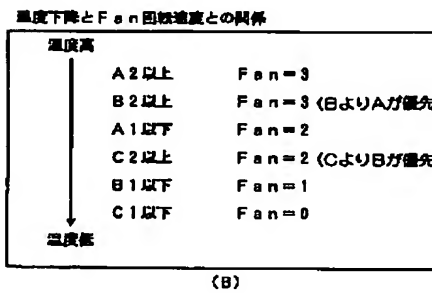 温度下降とFan回転速度との関係
温度高
A2以上 Fan=3
B2以上 Fan=3(BよりAが優先
A1以下 Fan=2
C2以上 Fan=2(CよりBが優先
B1以下 Fan=1
C1以下 Fan=0
温度低
(B)